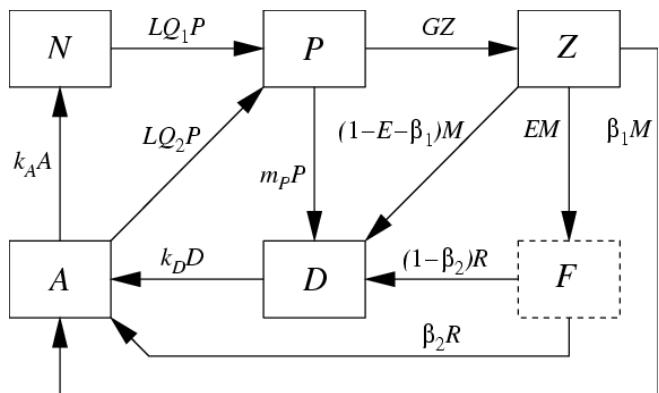 N LQ₁P P GZ Z
LQ₂P (1−E−β₁)M EM β₁M
k_A A m_P P
A k_D D D (1−β₂)R F
β₂R